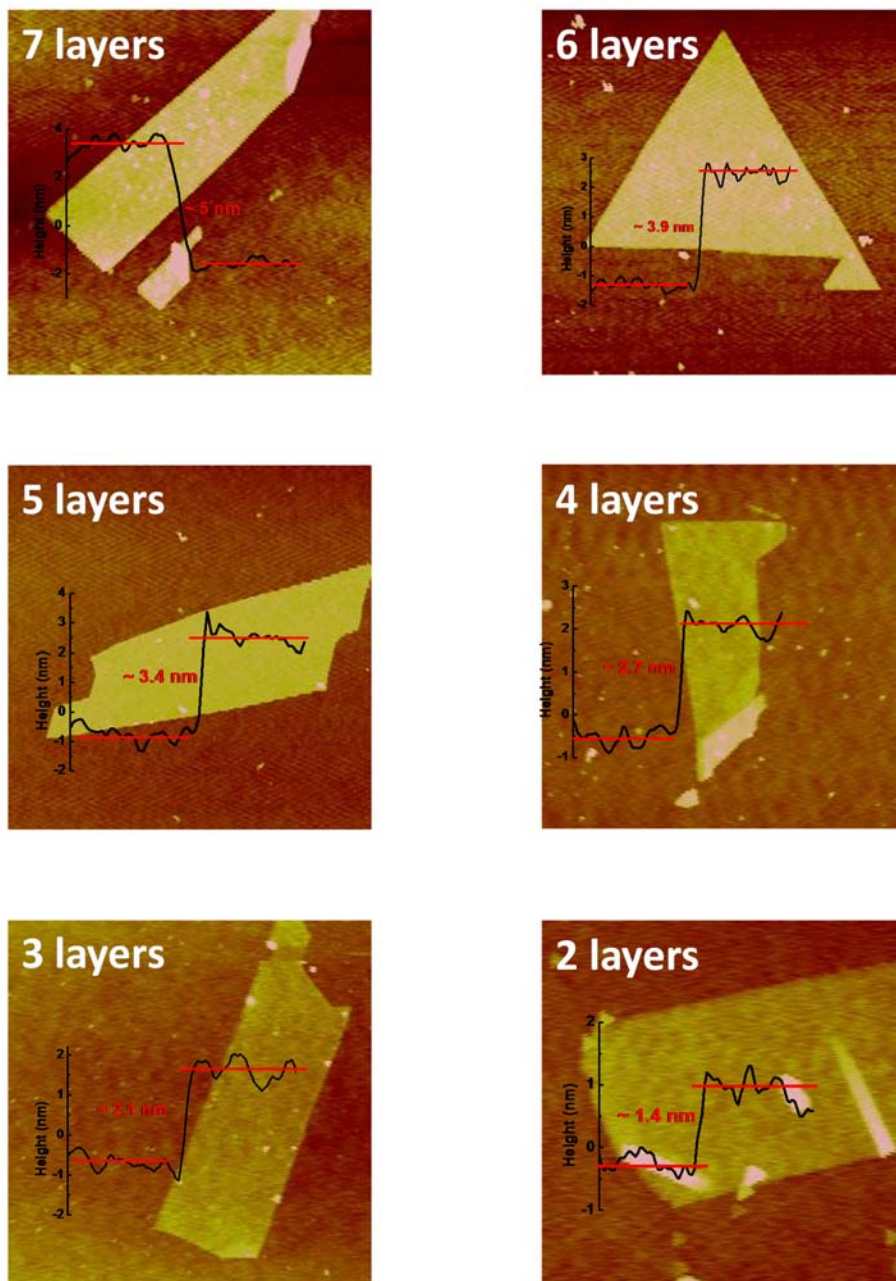 7 layers
4
2
0
-2
Height (nm)
~ 5 nm
6 layers
3
2
1
0
-1
-2
Height (nm)
~ 3.9 nm
5 layers
4
3
2
1
0
-1
-2
Height (nm)
~ 3.4 nm
4 layers
3
2
1
0
-1
Height (nm)
~ 2.7 nm
3 layers
2
1
0
-1
-2
Height (nm)
~ 2.1 nm
2 layers
2
1
0
-1
Height (nm)
~ 1.4 nm